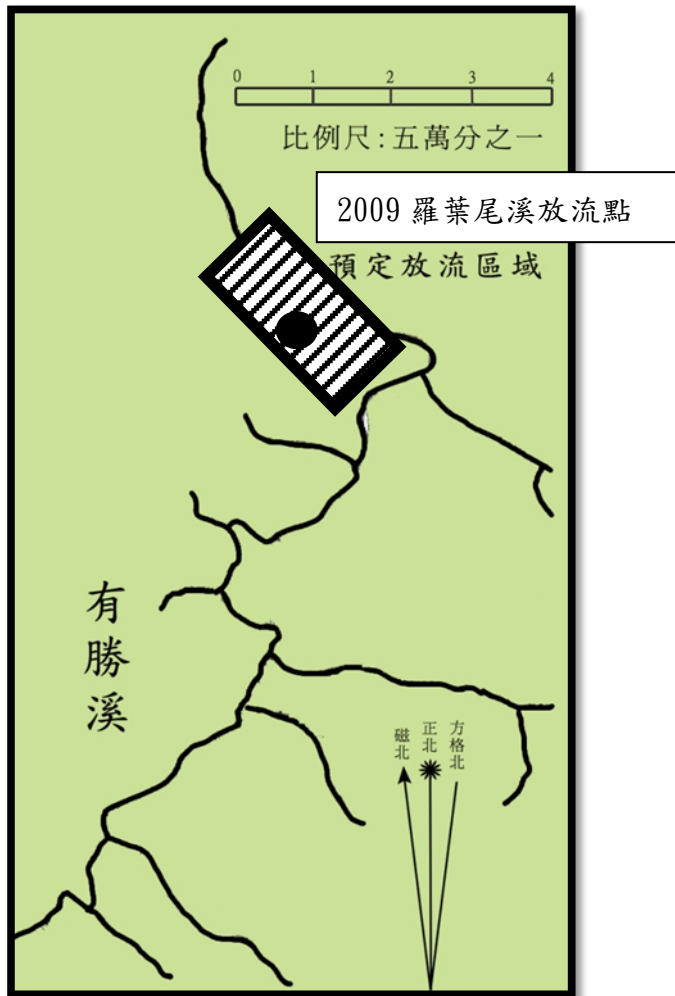 0 1 2 3 4
比例尺:五萬分之一
2009 羅葉尾溪放流點
預定放流區域
有勝溪
磁北
正北
方格北